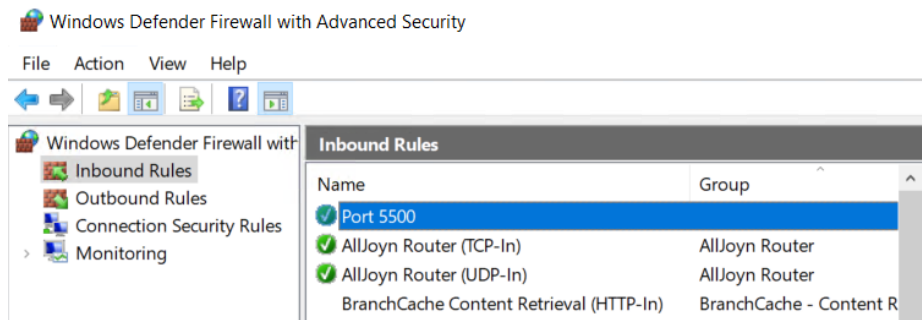 Windows Defender Firewall with Advanced Security
File Action View Help
Windows Defender Firewall with
Inbound Rules
Outbound Rules
Connection Security Rules
Monitoring
Inbound Rules
Name Group
Port 5500
AllJoyn Router (TCP-In) AllJoyn Router
AllJoyn Router (UDP-In) AllJoyn Router
BranchCache Content Retrieval (HTTP-In) BranchCache - Content R